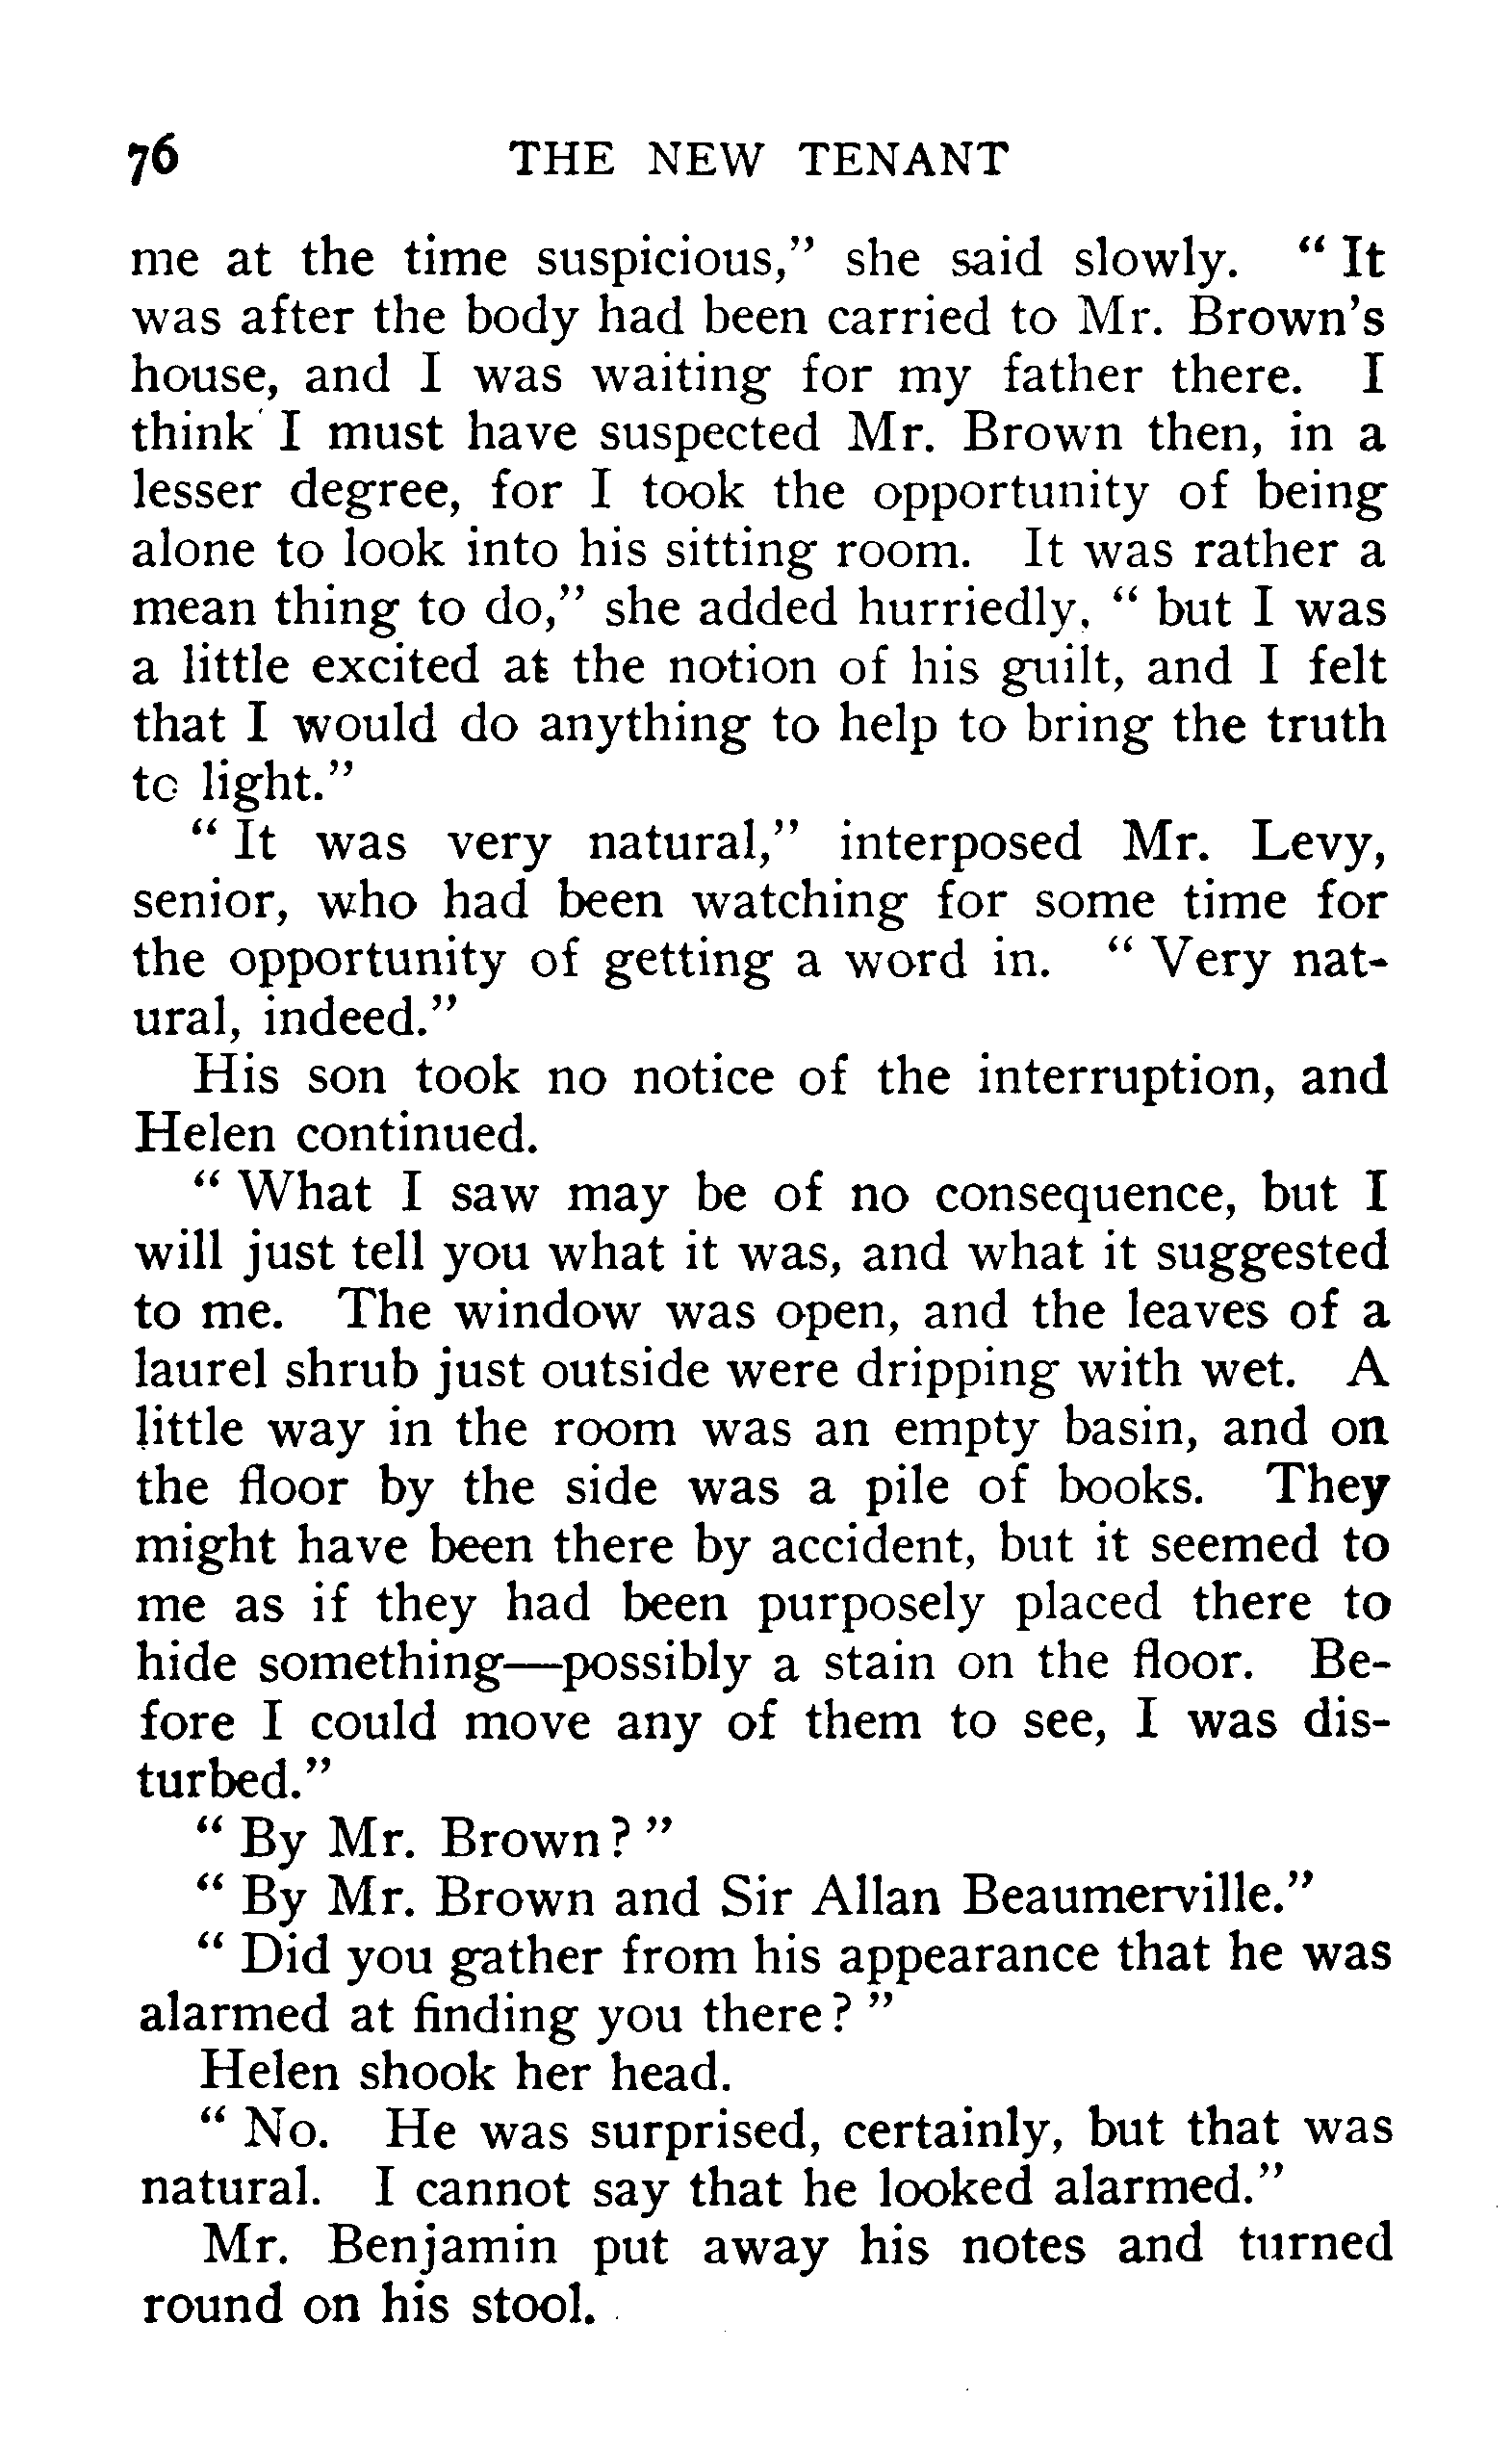 76 THE NEW TENANT
me at the time suspicious,” she said slowly. “ It
was after the body had been carried to Mr. Brown’s
house, and I was waiting for my father there. I
think I must have suspected Mr. Brown then, in a
lesser degree, for I took the opportunity of being
alone to look into his sitting room. It was rather a
mean thing to do,” she added hurriedly, “ but I was
a little excited at the notion of his guilt, and I felt
that I would do anything to help to bring the truth
to light.”
“ It was very natural,” interposed Mr. Levy,
senior, who had been watching for some time for
the opportunity of getting a word in. “ Very nat-
ural, indeed.”
His son took no notice of the interruption, and
Helen continued.
“ What I saw may be of no consequence, but I
will just tell you what it was, and what it suggested
to me. The window was open, and the leaves of a
laurel shrub just outside were dripping with wet. A
little way in the room was an empty basin, and on
the floor by the side was a pile of books. They
might have been there by accident, but it seemed to
me as if they had been purposely placed there to
hide something—possibly a stain on the floor. Be-
fore I could move any of them to see, I was dis-
turbed.”
“ By Mr. Brown? ”
“ By Mr. Brown and Sir Allan Beaumerville.”
“ Did you gather from his appearance that he was
alarmed at finding you there? ”
Helen shook her head.
“ No. He was surprised, certainly, but that was
natural. I cannot say that he looked alarmed.”
Mr. Benjamin put away his notes and turned
round on his stool.